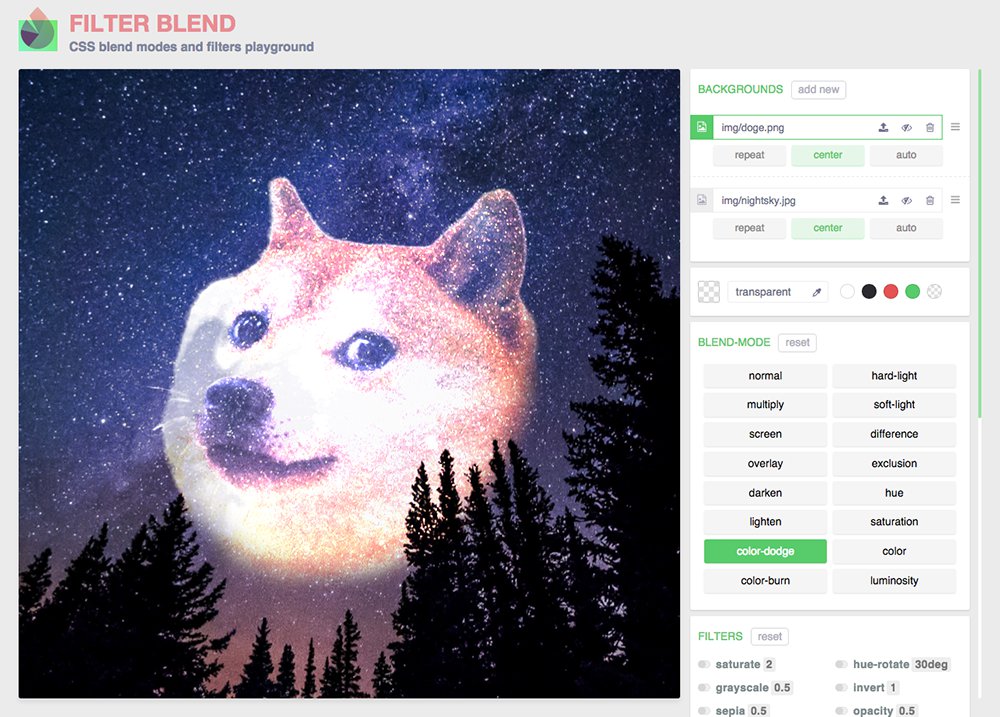 FILTER BLEND
CSS blend modes and filters playground
BACKGROUNDS add new
img/doge.png
repeat center auto
img/nightsky.jpg
repeat center auto
transparent
BLEND-MODE reset
normal hard-light
multiply soft-light
screen difference
overlay exclusion
darken hue
lighten saturation
color-dodge color
color-burn luminosity
FILTERS reset
saturate 2 hue-rotate 30deg
grayscale 0.5 invert 1
sepia 0.5 opacity 0.5